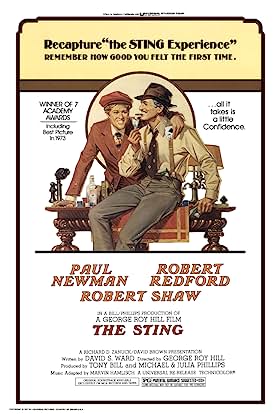 Recapture "the STING Experience"
REMEMBER HOW GOOD YOU FELT THE FIRST TIME.
WINNER OF 7
ACADEMY
AWARDS
Including
Best Picture
in 1973
...all it
takes is
a little
Confidence.
PAUL
NEWMAN
ROBERT
REDFORD
ROBERT SHAW
IN A BILL/PHILLIPS PRODUCTION OF
A GEORGE ROY HILL FILM
THE STING
A RICHARD D. ZANUCK/DAVID BROWN PRESENTATION
Written by DAVID S. WARD Directed by GEORGE ROY HILL
Produced by TONY BILL and MICHAEL & JULIA PHILLIPS
Music Adapted by MARVIN HAMLISCH A UNIVERSAL RE-RELEASE TECHNICOLOR®
PG PARENTAL GUIDANCE SUGGESTED